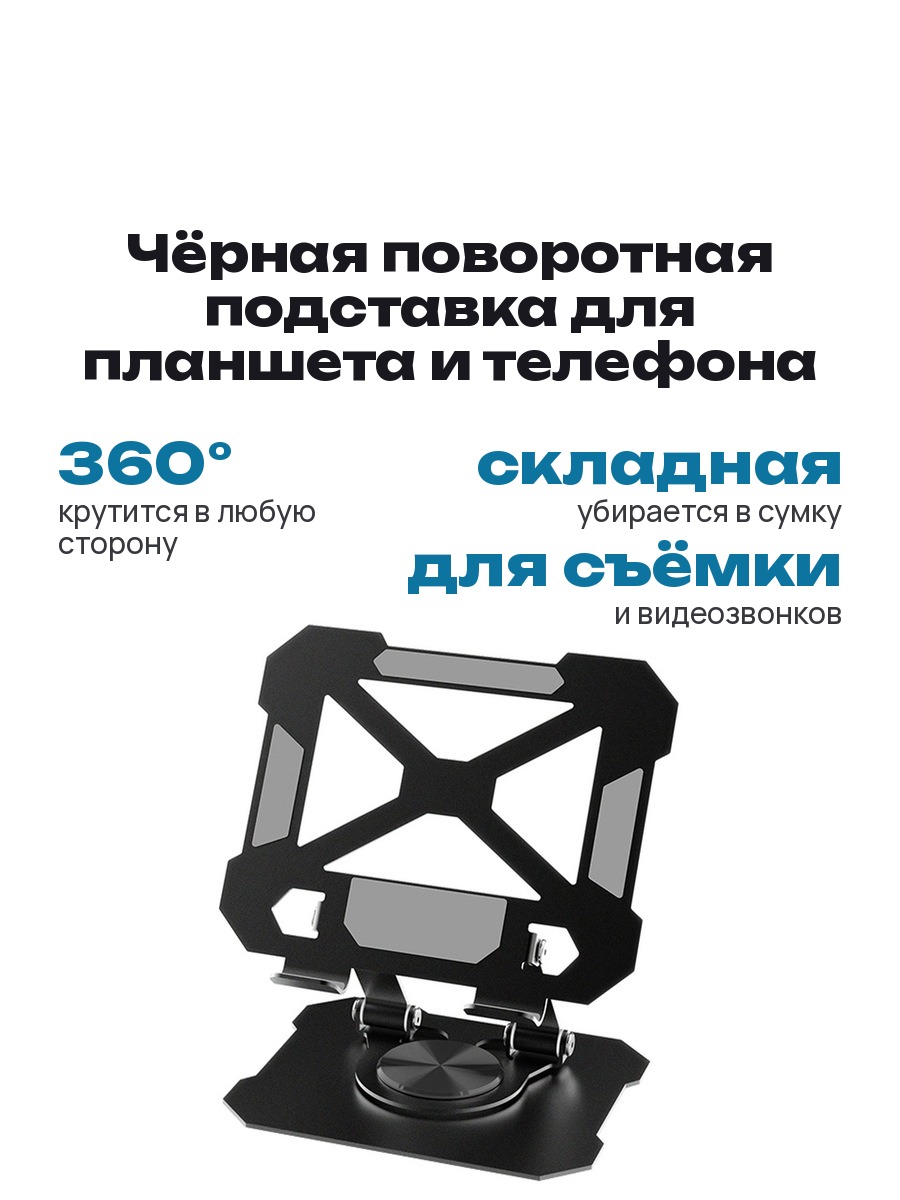 Чёрная поворотная
подставка для
планшета и телефона
360°
крутится в любую
сторону
складная
убирается в сумку
для съёмки
и видеозвонков